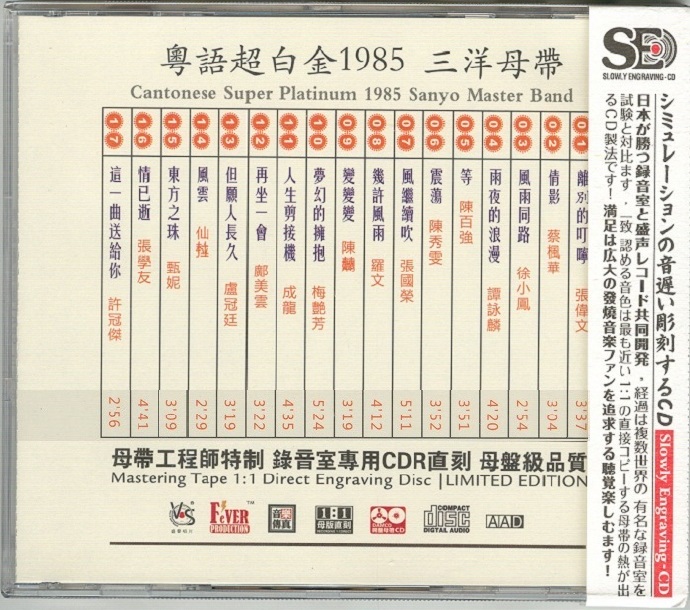 粵語超白金1985 三洋母帶
Cantonese Super Platinum 1985 Sanyo Master Band
01 離別的叮嚀 張偉文 3'37
02 倩影 蔡楓華 3'04
03 風雨同路 徐小鳳 2'53
04 雨夜的浪漫 譚詠麟 4'20
05 等 陳百強 3'51
06 震盪 陳秀雯 3'52
07 風繼續吹 張國榮 5'11
08 幾許風雨 羅文 4'12
09 變變變 陳 3'19
10 夢幻的擁抱 梅艷芳 5'24
11 人生剪接機 成龍 4'35
12 再坐一會 鄺美雲 3'22
13 但願人長久 盧冠廷 3'19
14 風雲 仙 2'29
15 東方之珠 甄妮 3'09
16 情已逝 張學友 4'41
17 這一曲送給你 許冠傑 2'56
母帶工程師特制 錄音室專用CDR直刻 母盤級品質
Mastering Tape 1:1 Direct Engraving Disc |LIMITED EDITION
FEVER PRODUCTION TM
音樂傳真
1:1 母版直刻
COMPACT disc DIGITAL AUDIO
AAD
SE
SLOWLY ENGRAVING-CD
シミュレーションの音遅い彫刻するCD Slowly Engraving-CD
日本が勝つ録音室と盛声レコード共同開発，経過は複数世界の 有名な録音室を
試験と対比ます．一致 認める音色は最も近い 1:1 の直接コピーする母帯の熱が出
るCD製法です! 満足は広大の發燒音楽ファンを追求する聴覚楽しむます!